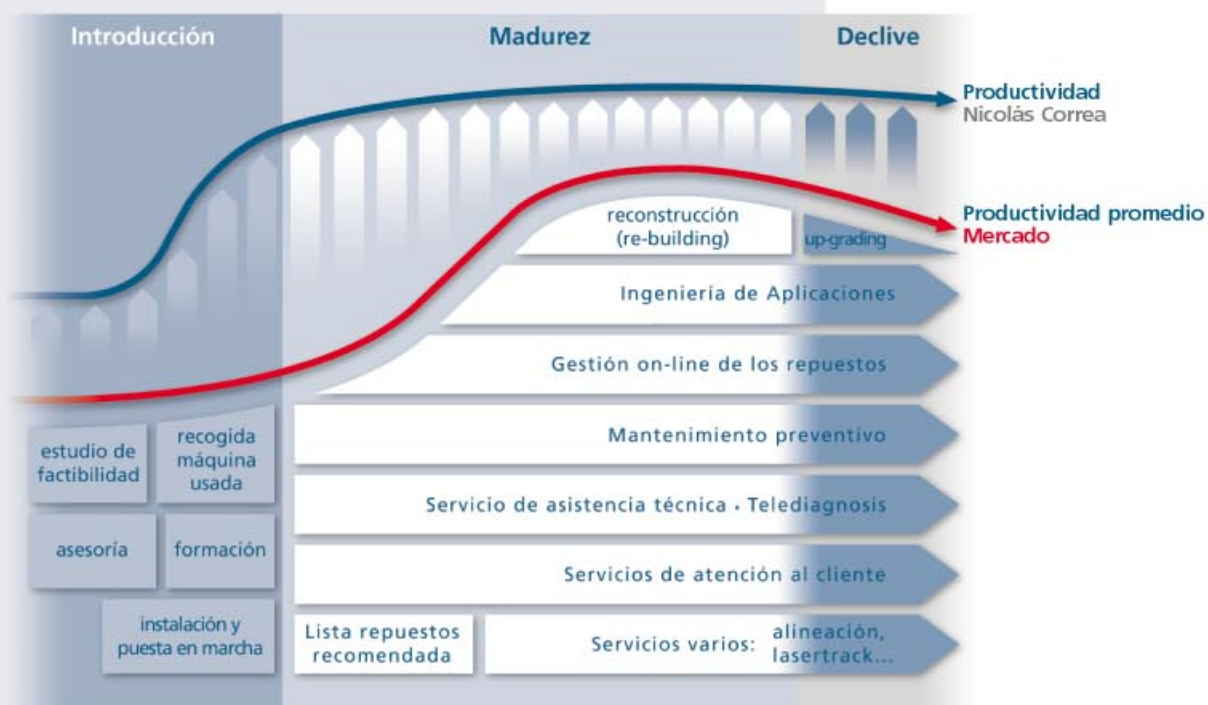 Introducción
Madurez
Declive
Productividad
Nicolás Correa
Productividad promedio
Mercado
reconstrucción
(re-building)
up-grading
Ingeniería de Aplicaciones
Gestión on-line de los repuestos
estudio de
factibilidad
recogida
máquina
usada
Mantenimiento preventivo
Servicio de asistencia técnica · Telediagnosis
asesoría
formación
Servicios de atención al cliente
instalación y
puesta en marcha
Lista repuestos
recomendada
Servicios varios: alineación,
lasertrack...